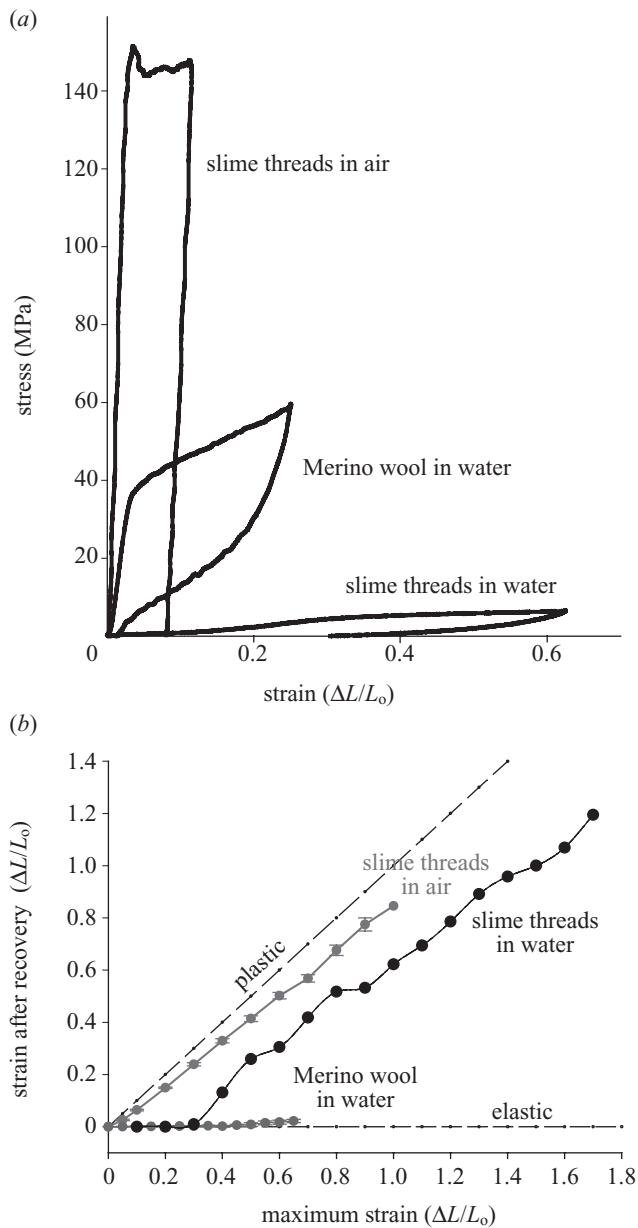 (a)
140
120
100
80
60
40
20
0
0.2
0.4
0.6
stress (MPa)
strain (ΔL/Lo)
slime threads in air
Merino wool in water
slime threads in water
(b)
1.4
1.2
1.0
0.8
0.6
0.4
0.2
0
strain after recovery (ΔL/Lo)
plastic
slime threads
in air
slime threads
in water
Merino wool
in water
elastic
0
0.2
0.4
0.6
0.8
1.0
1.2
1.4
1.6
1.8
maximum strain (ΔL/Lo)